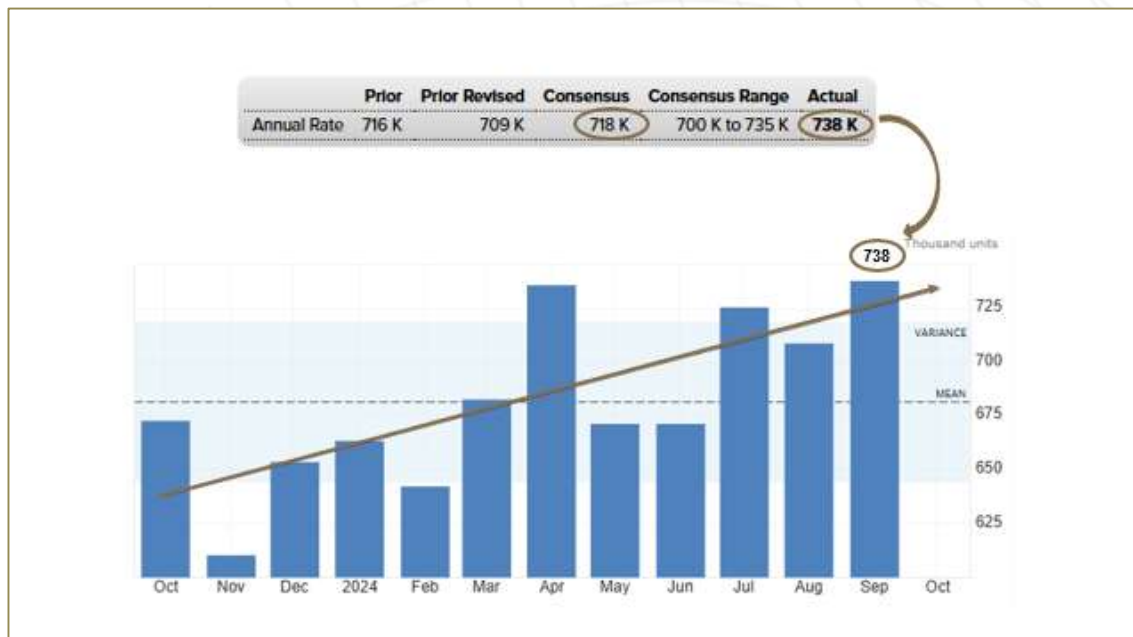 Prior Prior Revised Consensus Consensus Range Actual
Annual Rate 716 K 709 K 718 K 700 K to 735 K 738 K
Thousand units
738
725
VARIANCE
700
MEAN
675
650
625
Oct Nov Dec 2024 Feb Mar Apr May Jun Jul Aug Sep Oct